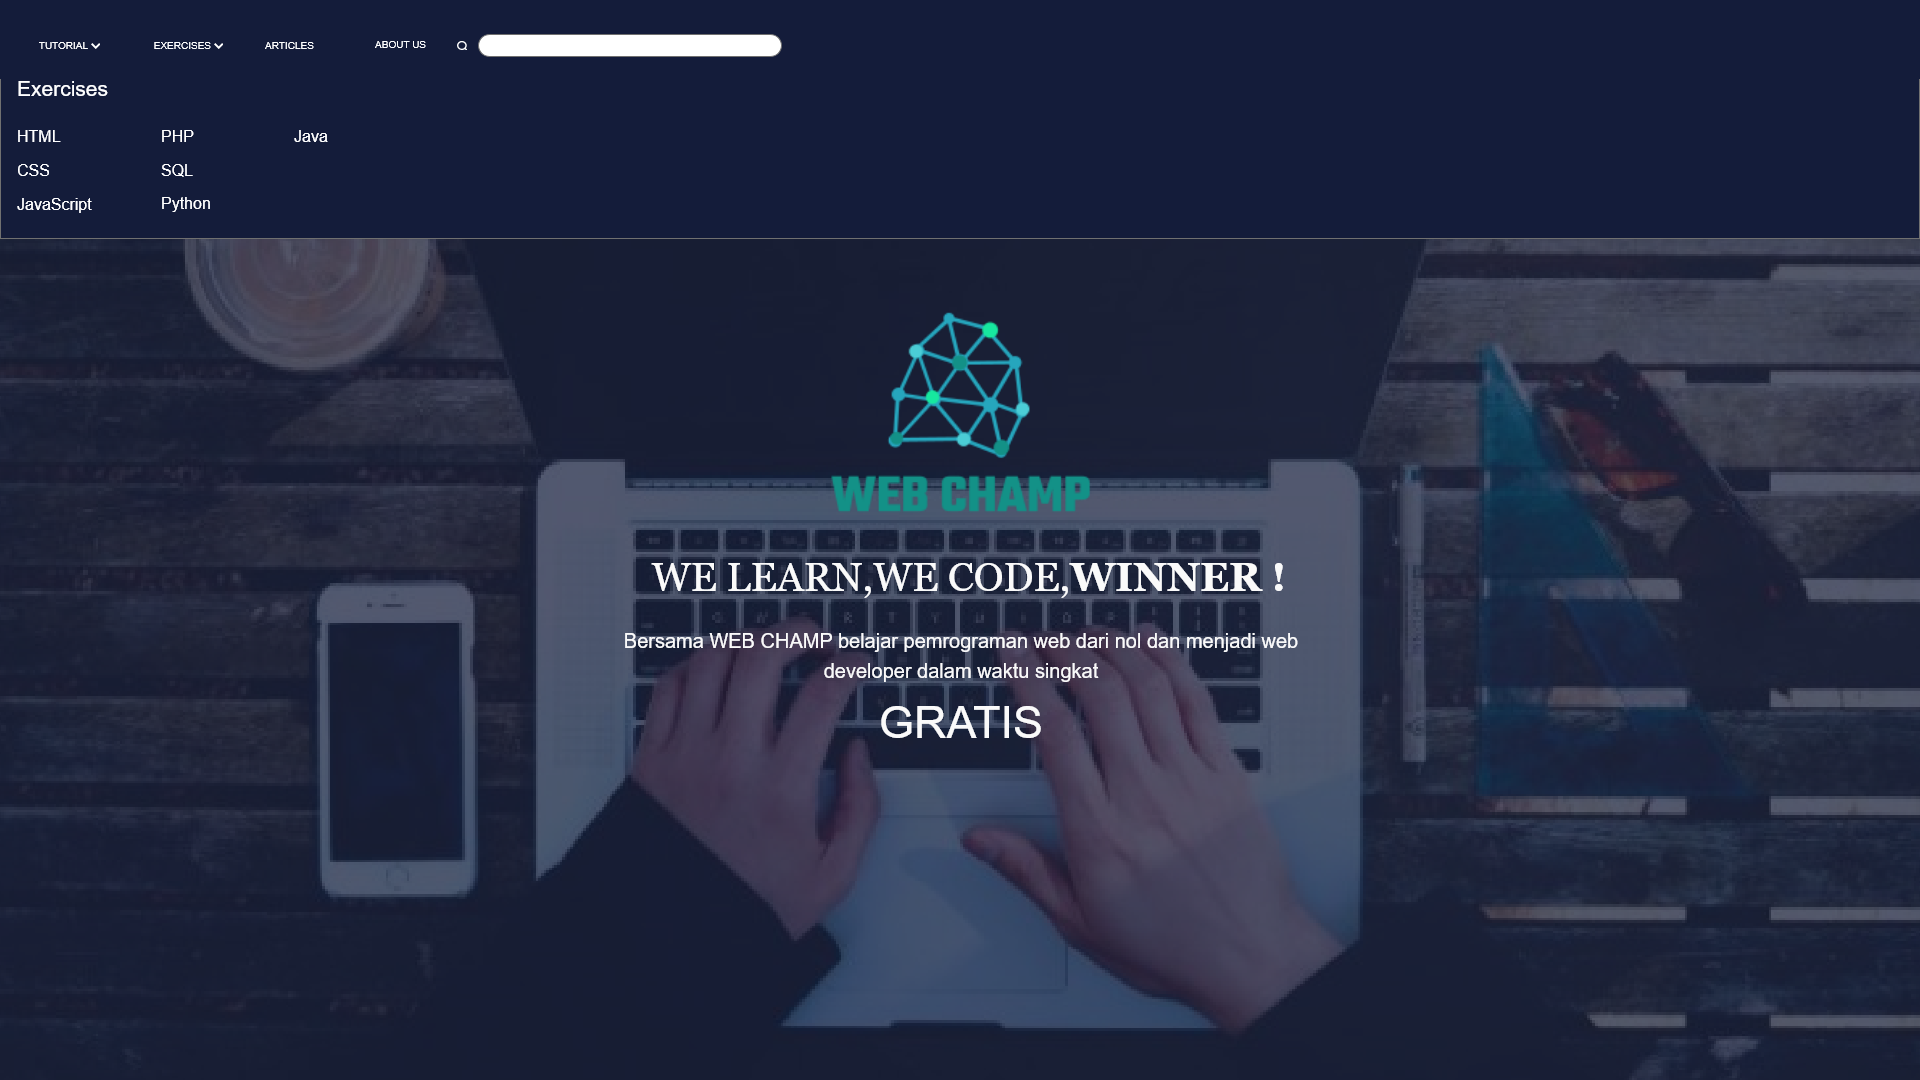 TUTORIAL
EXERCISES
ARTICLES
ABOUT US
Exercises
HTML
PHP
Java
CSS
SQL
JavaScript
Python
WEB CHAMP
WE LEARN,WE CODE,WINNER !
Bersama WEB CHAMP belajar pemrograman web dari nol dan menjadi web
developer dalam waktu singkat
GRATIS